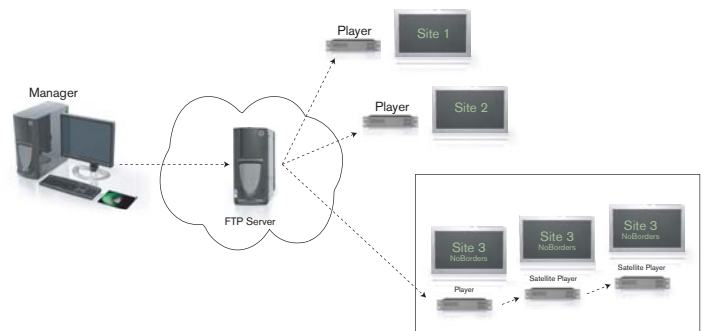 Player
Site 1
Manager
Player
Site 2
FTP Server
Site 3
NoBorders
Site 3
NoBorders
Site 3
NoBorders
Player
Satellite Player
Satellite Player